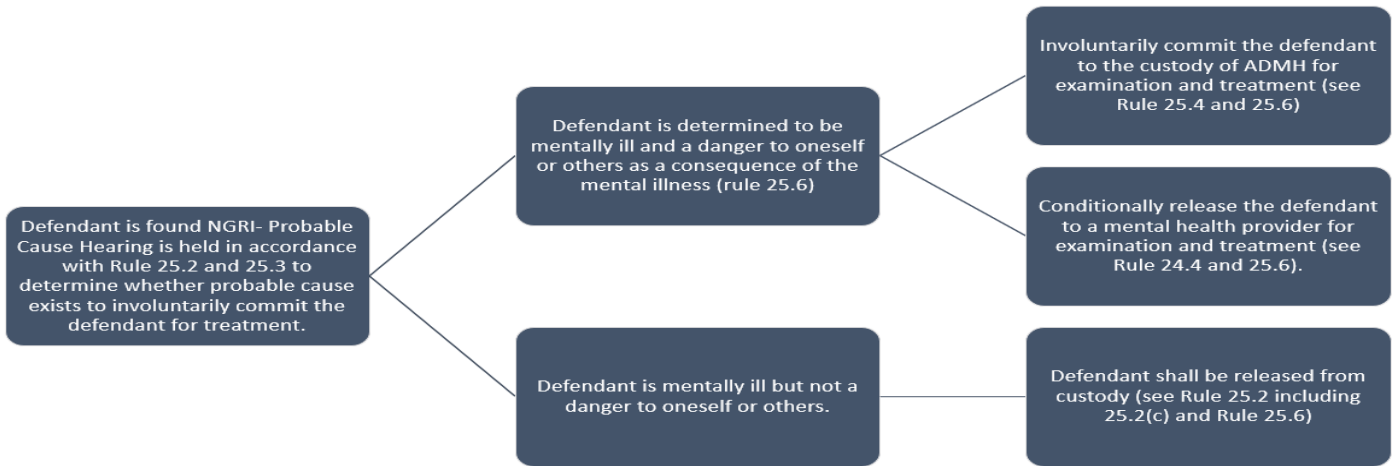 Defendant is found NGRI- Probable
Cause Hearing is held in accordance
with Rule 25.2 and 25.3 to
determine whether probable cause
exists to involuntarily commit the
defendant for treatment.
Defendant is determined to be
mentally ill and a danger to oneself
or others as a consequence of the
mental illness (rule 25.6)
Involuntarily commit the defendant
to the custody of ADMH for
examination and treatment (see
Rule 25.4 and 25.6)
Conditionally release the defendant
to a mental health provider for
examination and treatment (see
Rule 24.4 and 25.6).
Defendant is mentally ill but not a
danger to oneself or others.
Defendant shall be released from
custody (see Rule 25.2 including
25.2(c) and Rule 25.6)